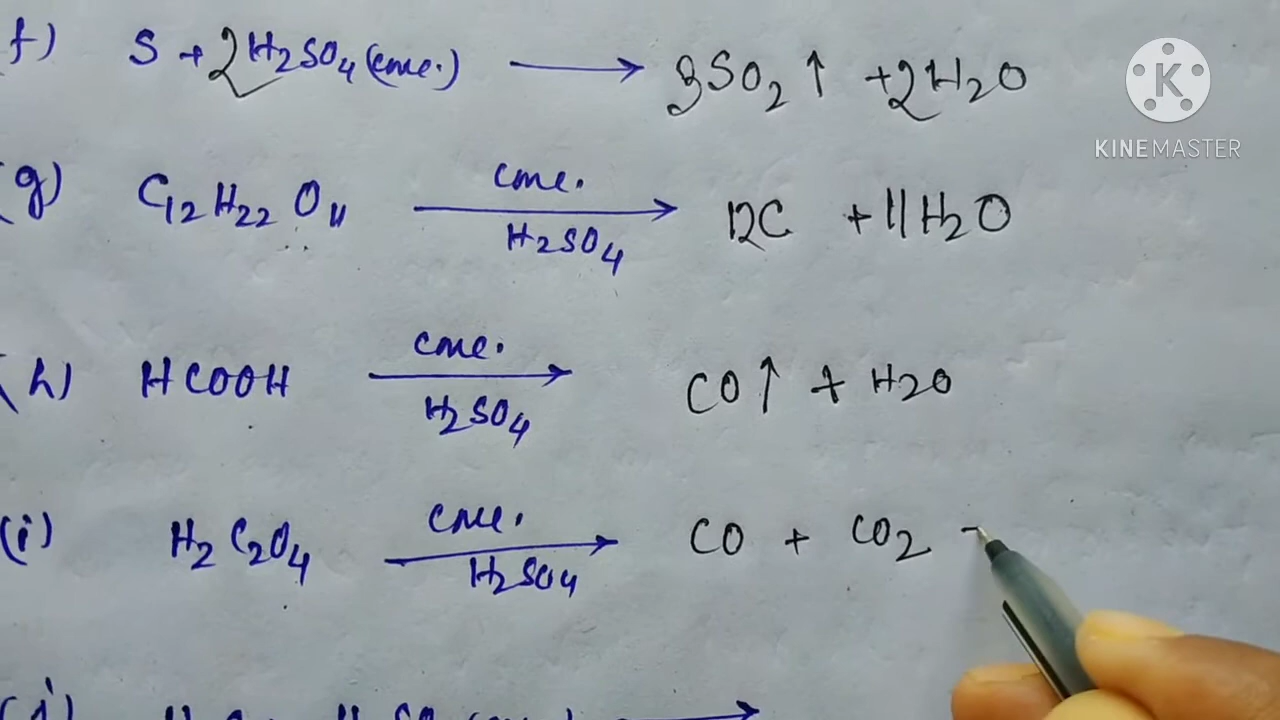 f) S + 2H2SO4 (conc.) ⟶ 3SO2 ↑ + 2H2O
K
KINEMASTER
(g) C12H22O11 conc. ⟶ H2SO4 12C + 11H2O
(h) HCOOH conc. ⟶ H2SO4 CO ↑ + H2O
(i) H2C2O4 conc. ⟶ H2SO4 CO + CO2
(j)